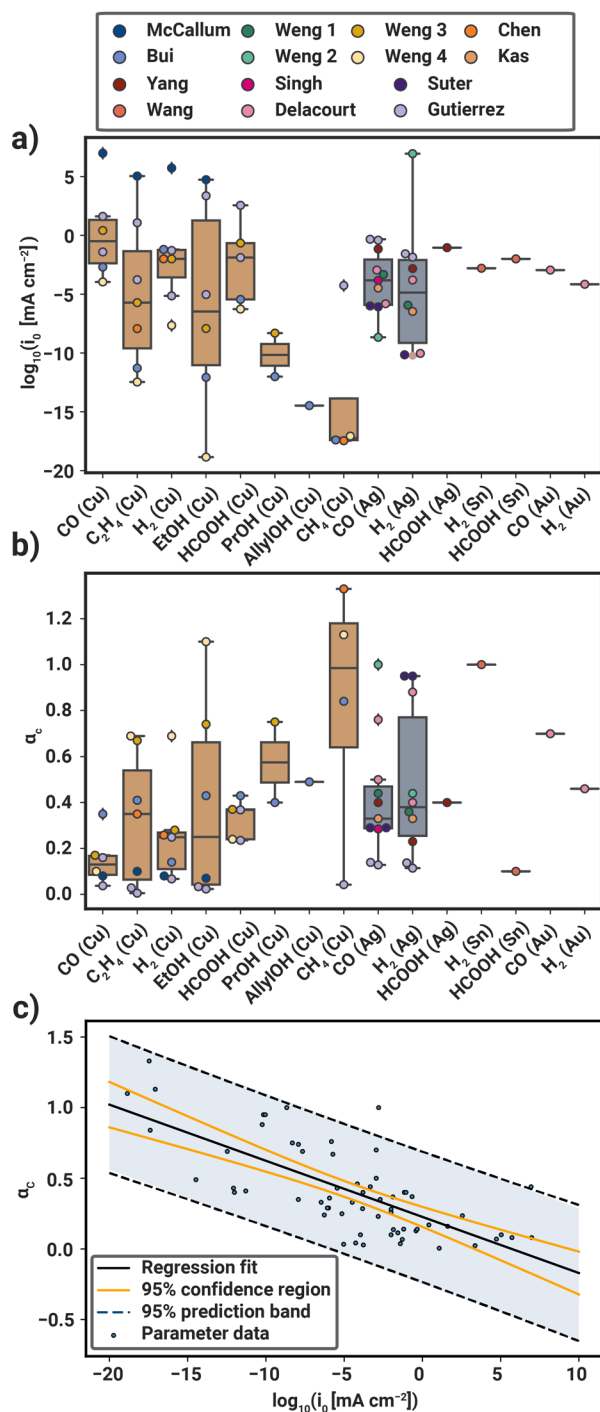 McCallum Weng 1 Weng 3 Chen
Bui Weng 2 Weng 4 Kas
Yang Singh Suter
Wang Delacourt Gutierrez
a)
log₁₀(i₀ [mA cm⁻²])
5
0
−5
−10
−15
−20
CO (Cu)
C₂H₄ (Cu)
H₂ (Cu)
EtOH (Cu)
HCOOH (Cu)
PrOH (Cu)
AllylOH (Cu)
CH₄ (Cu)
CO (Ag)
H₂ (Ag)
HCOOH (Ag)
H₂ (Sn)
HCOOH (Sn)
CO (Au)
H₂ (Au)
b)
α_c
1.2
1.0
0.8
0.6
0.4
0.2
0.0
CO (Cu)
C₂H₄ (Cu)
H₂ (Cu)
EtOH (Cu)
HCOOH (Cu)
PrOH (Cu)
AllylOH (Cu)
CH₄ (Cu)
CO (Ag)
H₂ (Ag)
HCOOH (Ag)
H₂ (Sn)
HCOOH (Sn)
CO (Au)
H₂ (Au)
c)
α_c
1.5
1.0
0.5
0.0
−0.5
Regression fit
95% confidence region
95% prediction band
Parameter data
−20 −15 −10 −5 0 5 10
log₁₀(i₀ [mA cm⁻²])